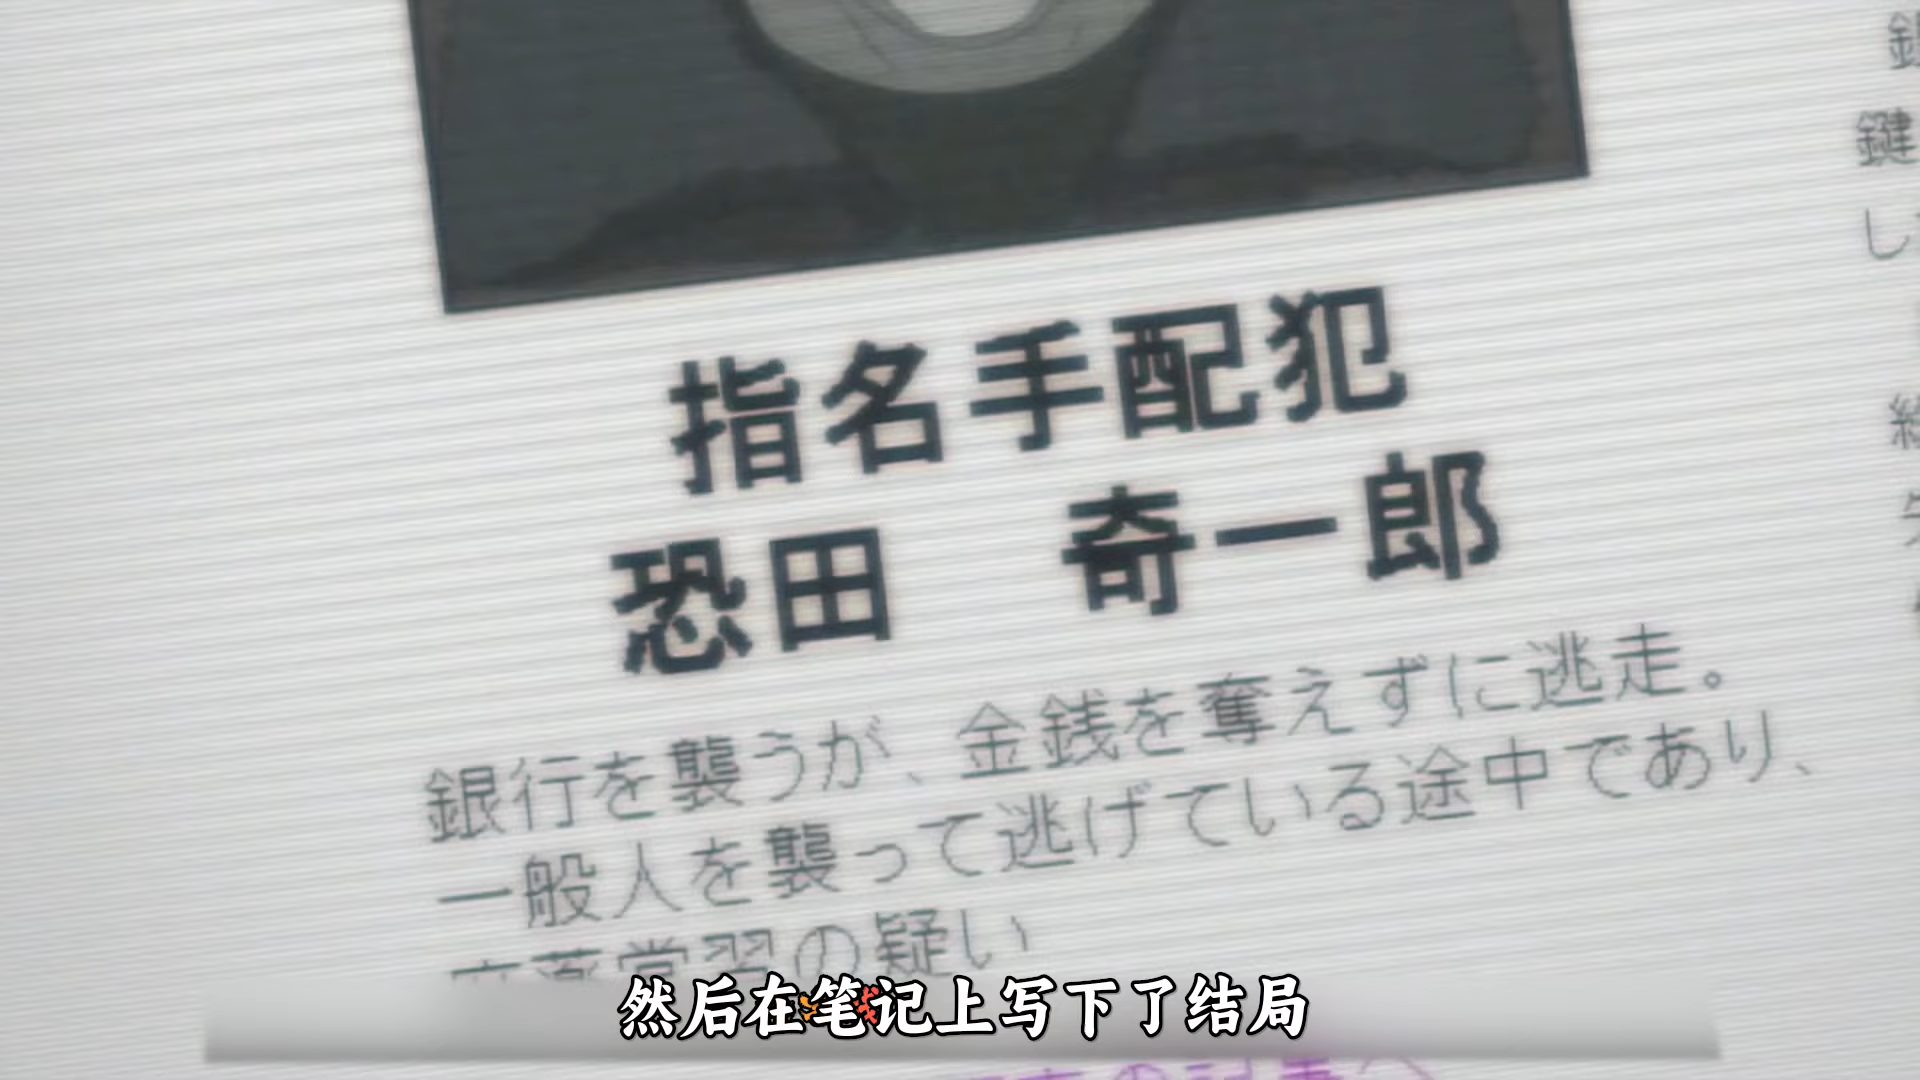 指名手配犯
恐田 奇一郎
銀行を襲うが、金銭を奪えずに逃走。
一般人を襲って逃げている途中であり、
の疑い
鍵
し
然后在笔记上写下了结局